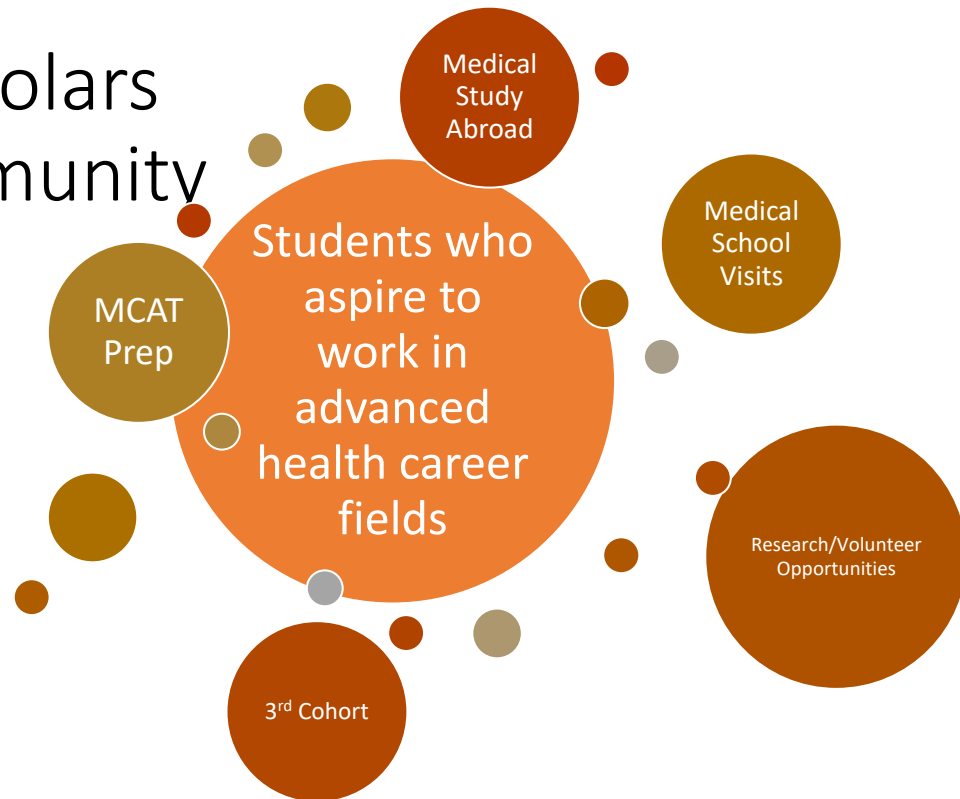 olars
munity
Medical
Study
Abroad
Medical
School
Visits
MCAT
Prep
Students who
aspire to
work in
advanced
health career
fields
Research/Volunteer
Opportunities
3rd Cohort